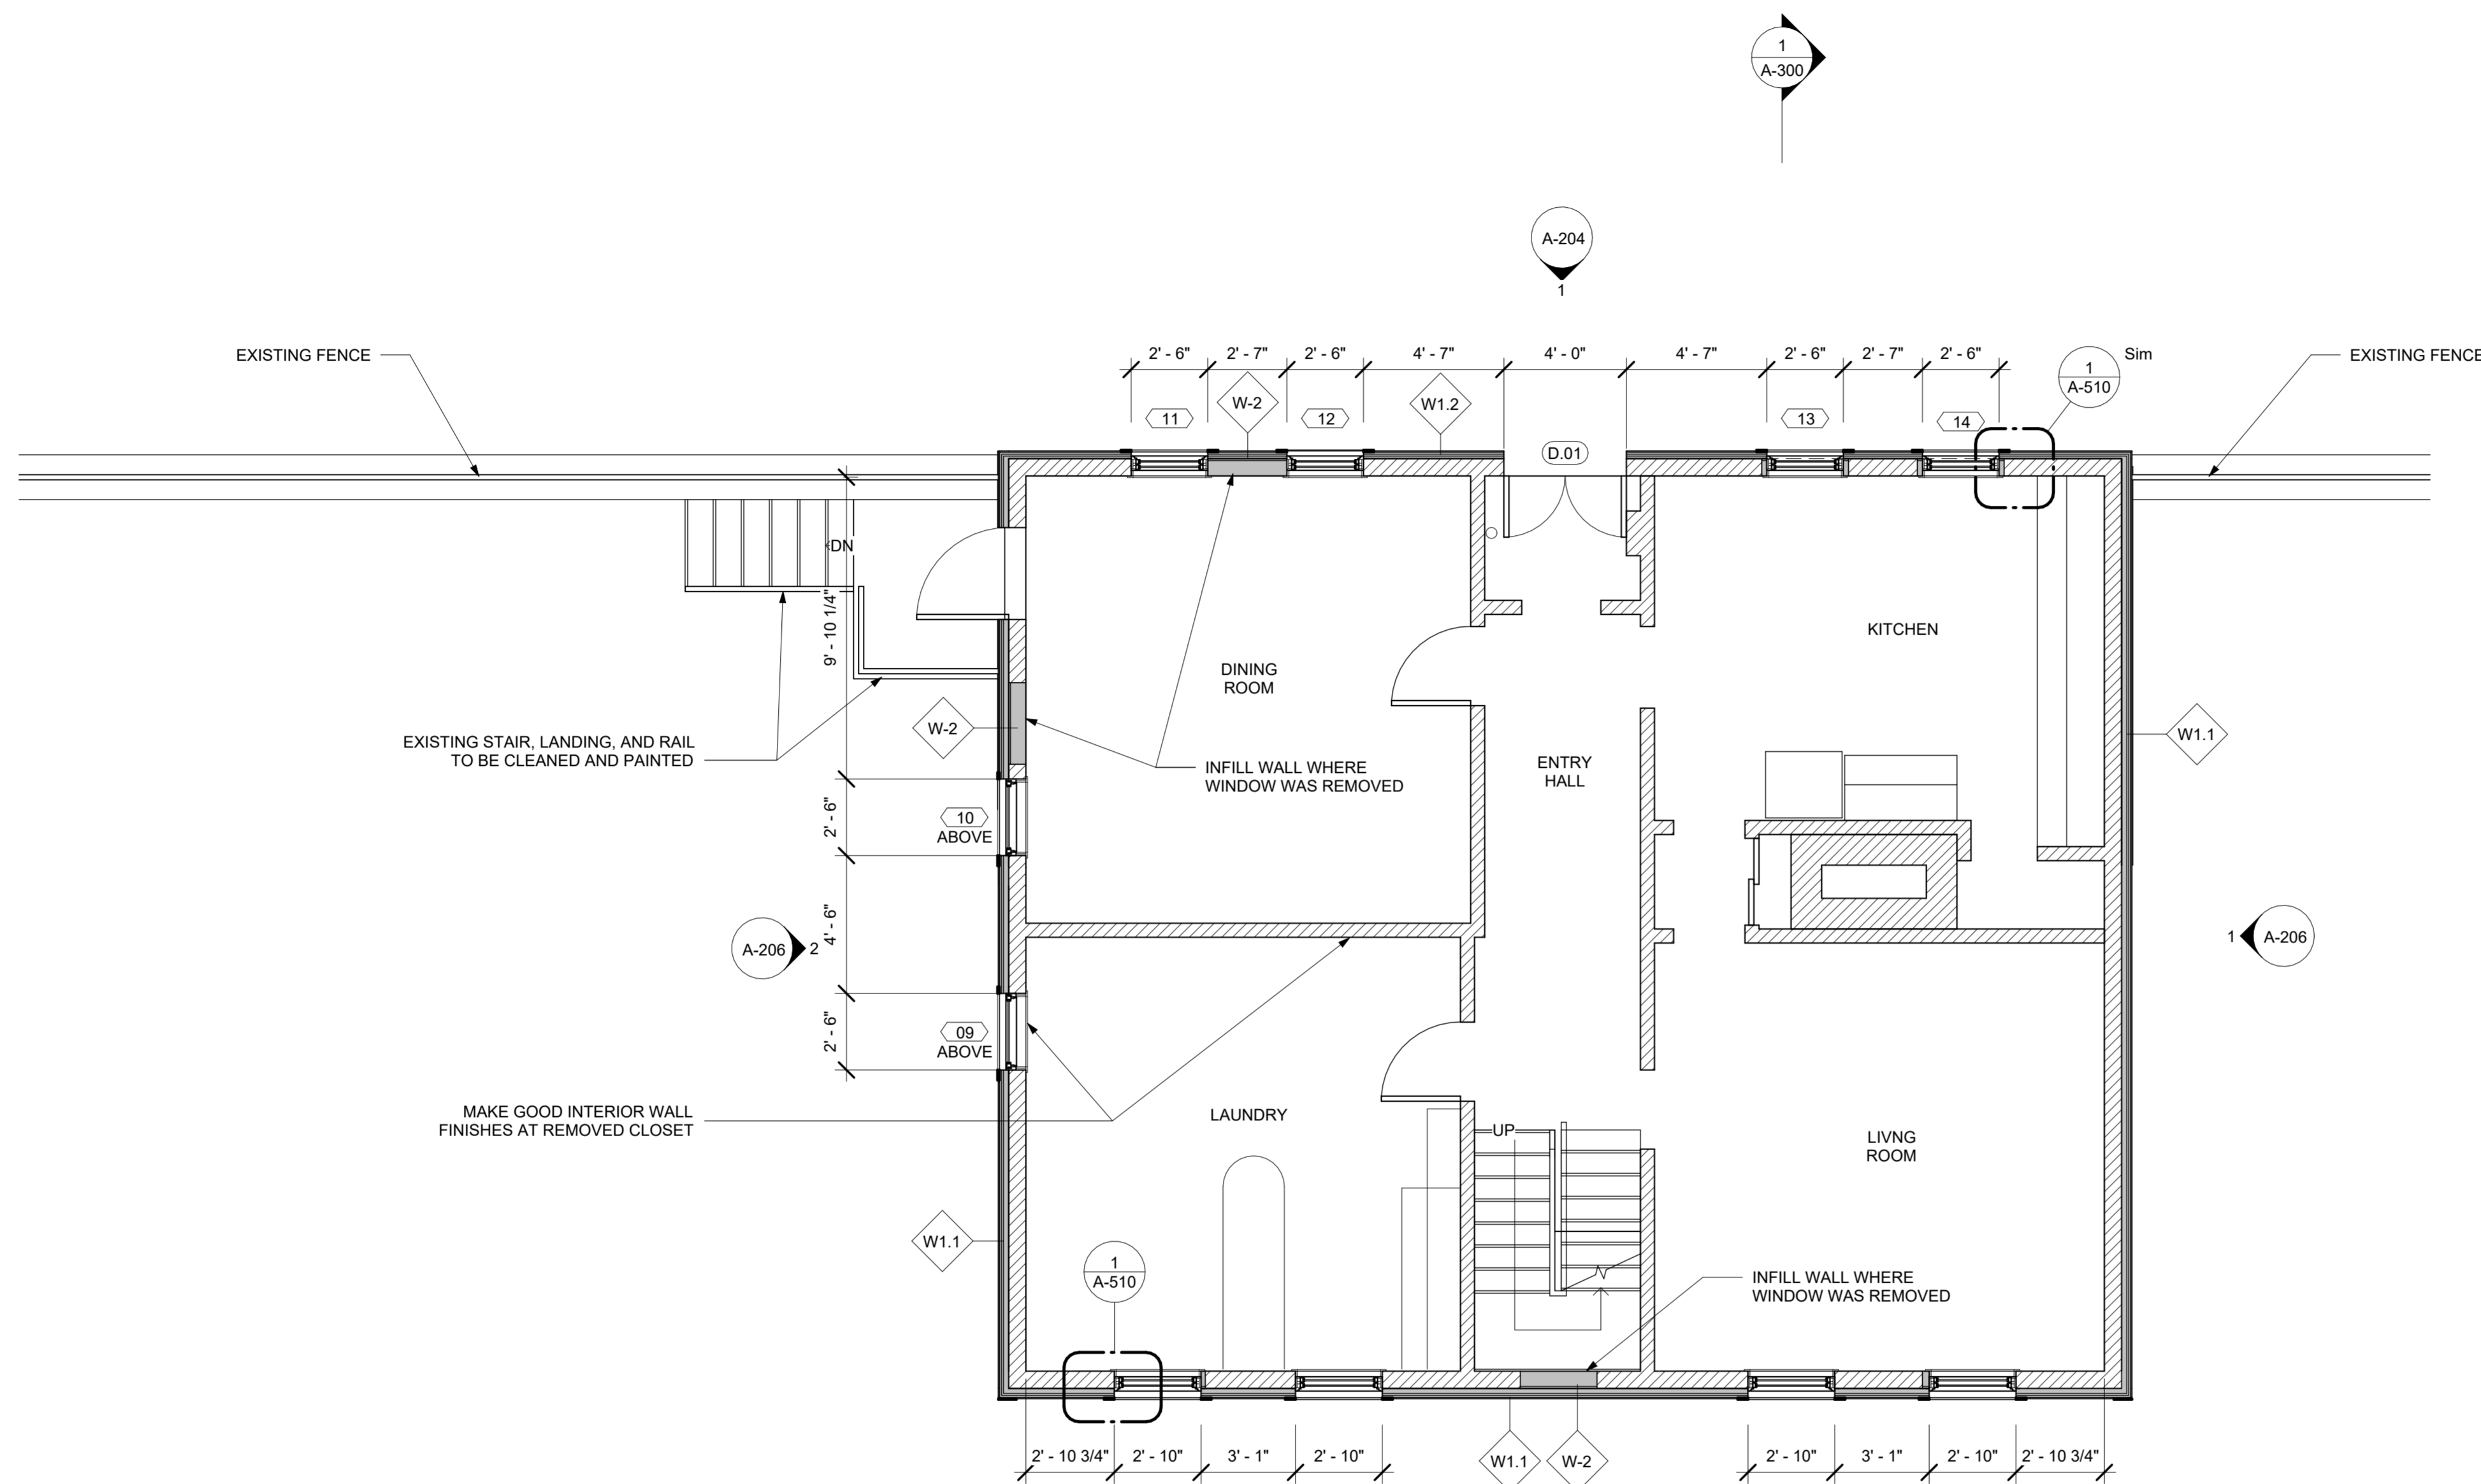 1
A-300
A-204
1
EXISTING FENCE
2' - 6"
2' - 7"
2' - 6"
4' - 7"
4' - 0"
4' - 7"
2' - 6"
2' - 7"
2' - 6"
1
A-510
Sim
EXISTING FENCE
11
W-2
12
W1.2
D.01
13
14
DN
9' - 10 1/4"
KITCHEN
DINING
ROOM
W-2
EXISTING STAIR, LANDING, AND RAIL
TO BE CLEANED AND PAINTED
INFILL WALL WHERE
WINDOW WAS REMOVED
ENTRY
HALL
W1.1
2' - 6"
10
ABOVE
4' - 6"
A-206
2
1
A-206
2' - 6"
09
ABOVE
MAKE GOOD INTERIOR WALL
FINISHES AT REMOVED CLOSET
LAUNDRY
UP
LIVNG
ROOM
W1.1
1
A-510
INFILL WALL WHERE
WINDOW WAS REMOVED
2' - 10 3/4"
2' - 10"
3' - 1"
2' - 10"
W1.1
W-2
2' - 10"
3' - 1"
2' - 10"
2' - 10 3/4"